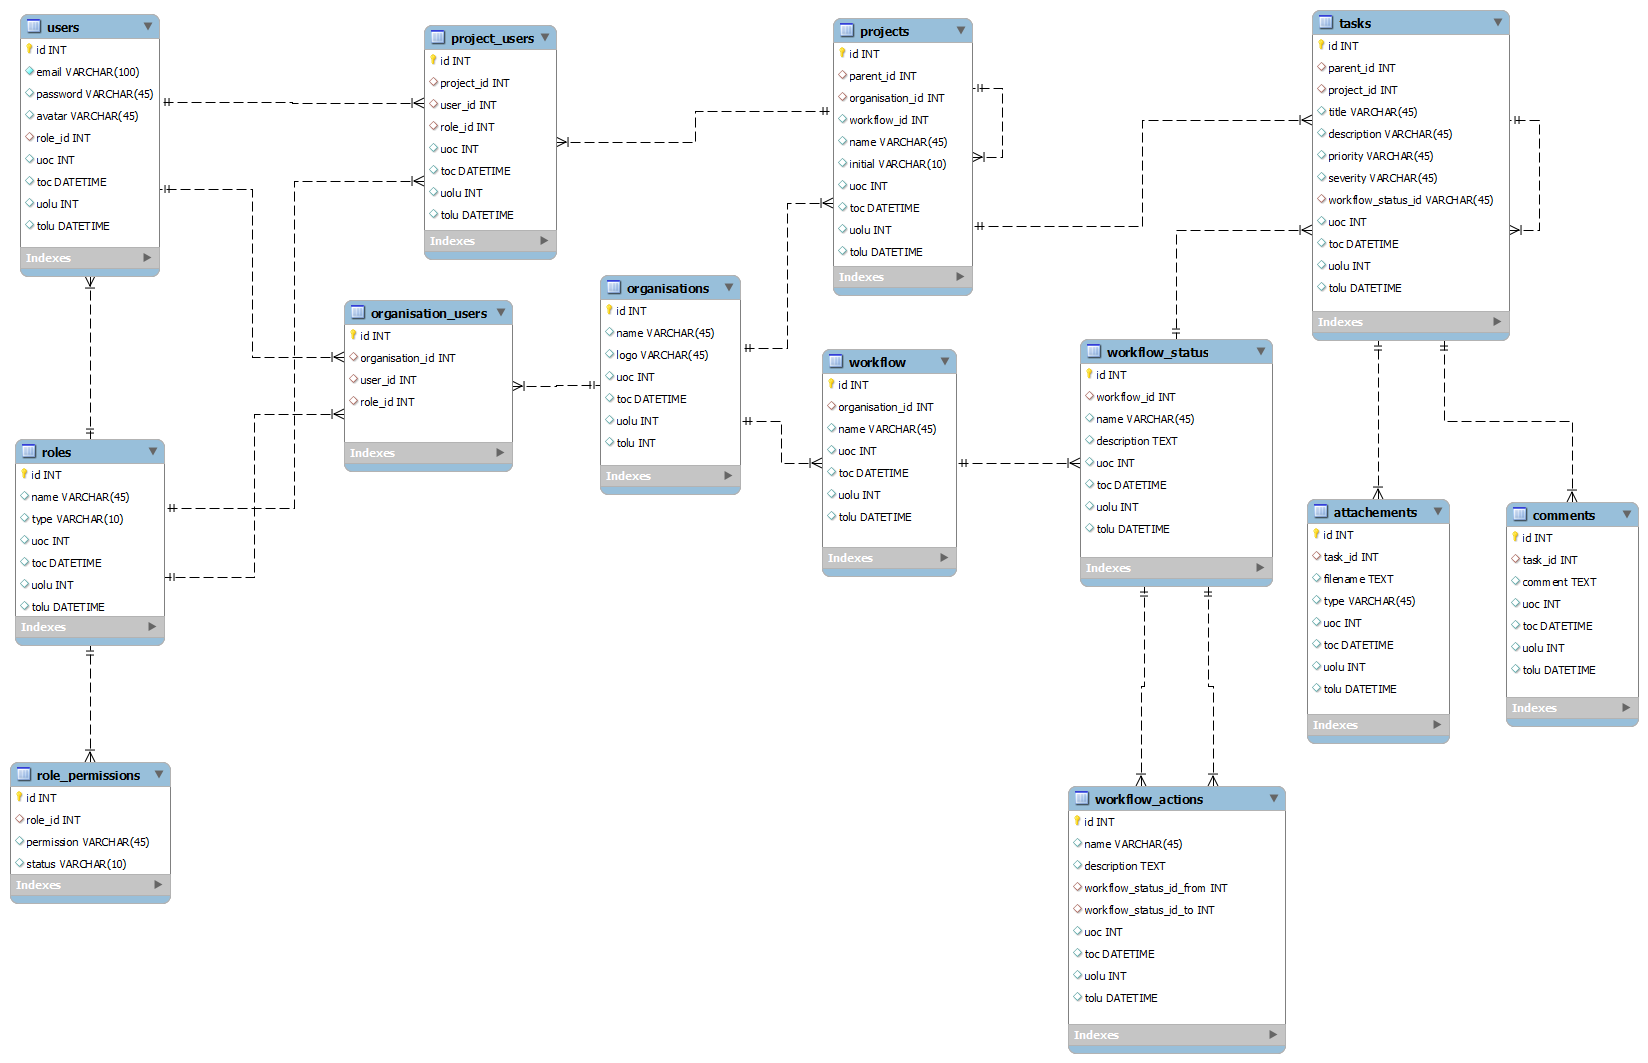 users
id INT
email VARCHAR(100)
password VARCHAR(45)
avatar VARCHAR(45)
role_id INT
uoc INT
toc DATETIME
uolu INT
tolu DATETIME
Indexes
project_users
id INT
project_id INT
user_id INT
role_id INT
uoc INT
toc DATETIME
uolu INT
tolu DATETIME
Indexes
projects
id INT
parent_id INT
organisation_id INT
workflow_id INT
name VARCHAR(45)
initial VARCHAR(10)
uoc INT
toc DATETIME
uolu INT
tolu DATETIME
Indexes
tasks
id INT
parent_id INT
project_id INT
title VARCHAR(45)
description VARCHAR(45)
priority VARCHAR(45)
severity VARCHAR(45)
workflow_status_id VARCHAR(45)
uoc INT
toc DATETIME
uolu INT
tolu DATETIME
Indexes
organisation_users
id INT
organisation_id INT
user_id INT
role_id INT
Indexes
organisations
id INT
name VARCHAR(45)
logo VARCHAR(45)
uoc INT
toc DATETIME
uolu INT
tolu INT
Indexes
workflow
id INT
organisation_id INT
name VARCHAR(45)
uoc INT
toc DATETIME
uolu INT
tolu DATETIME
Indexes
workflow_status
id INT
workflow_id INT
name VARCHAR(45)
description TEXT
uoc INT
toc DATETIME
uolu INT
tolu DATETIME
Indexes
roles
id INT
name VARCHAR(45)
type VARCHAR(10)
uoc INT
toc DATETIME
uolu INT
tolu DATETIME
Indexes
attachements
id INT
task_id INT
filename TEXT
type VARCHAR(45)
uoc INT
toc DATETIME
uolu INT
tolu DATETIME
Indexes
comments
id INT
task_id INT
comment TEXT
uoc INT
toc DATETIME
uolu INT
tolu DATETIME
Indexes
role_permissions
id INT
role_id INT
permission VARCHAR(45)
status VARCHAR(10)
Indexes
workflow_actions
id INT
name VARCHAR(45)
description TEXT
workflow_status_id_from INT
workflow_status_id_to INT
uoc INT
toc DATETIME
uolu INT
tolu DATETIME
Indexes